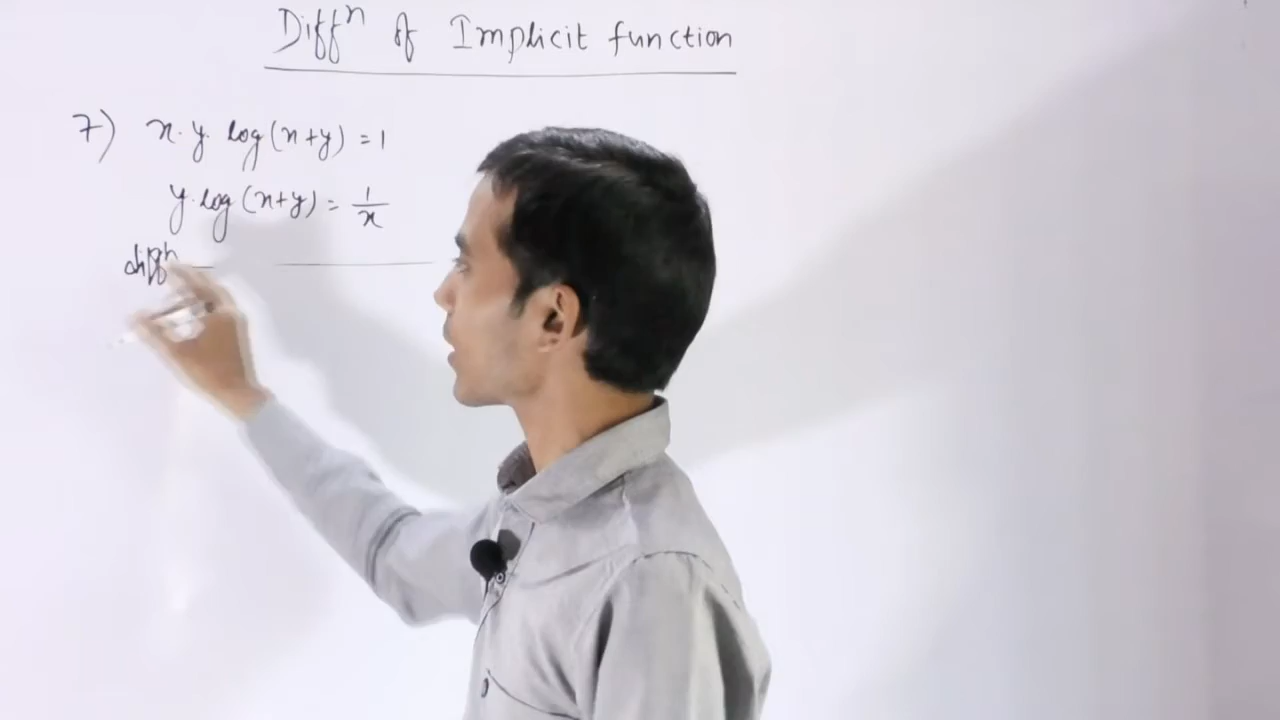 Diffⁿ of Implicit function
7) x·y·log(x+y) = 1
y·log(x+y) = 1/x
diffⁿ